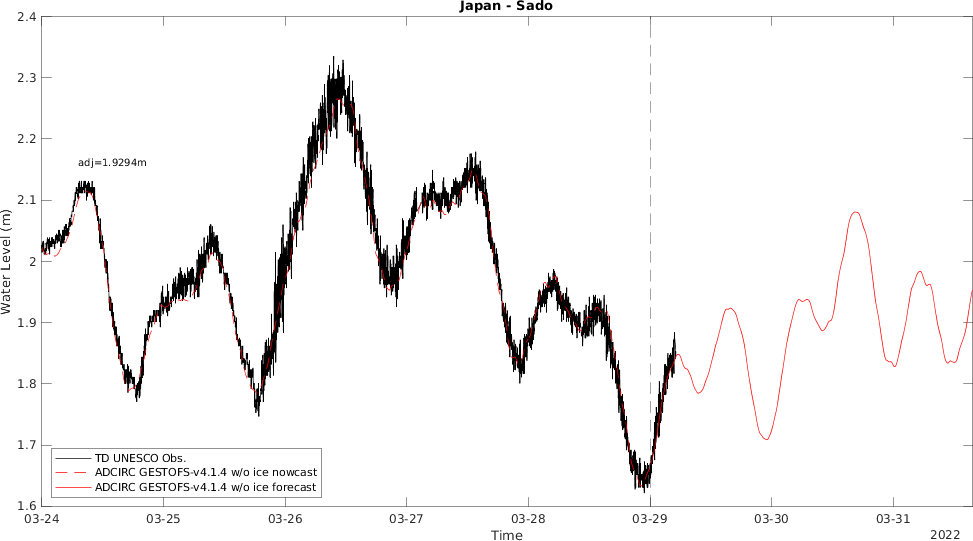 Japan - Sado
2.4
2.3
2.2
2.1
2
1.9
1.8
1.7
1.6
Water Level (m)
adj=1.9294m
TD UNESCO Obs.
ADCIRC GESTOFS-v4.1.4 w/o ice nowcast
ADCIRC GESTOFS-v4.1.4 w/o ice forecast
03-24 03-25 03-26 03-27 03-28 03-29 03-30 03-31
Time
2022